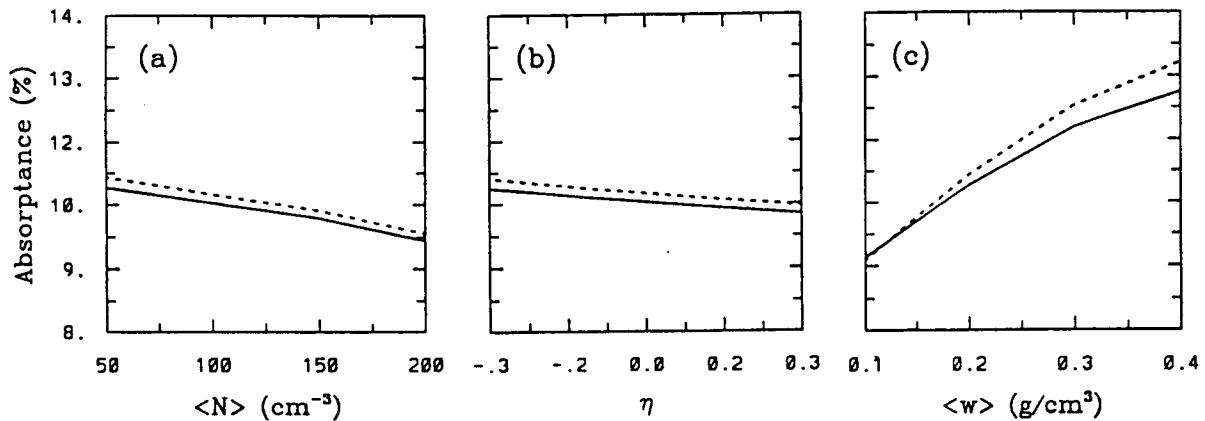 Absorptance (%)
14.
13.
12.
10.
9.
8.
(a)
50 100 150 200
<N> (cm⁻³)
(b)
-.3 -.2 0.0 0.2 0.3
η
(c)
0.1 0.2 0.3 0.4
<w> (g/cm³)